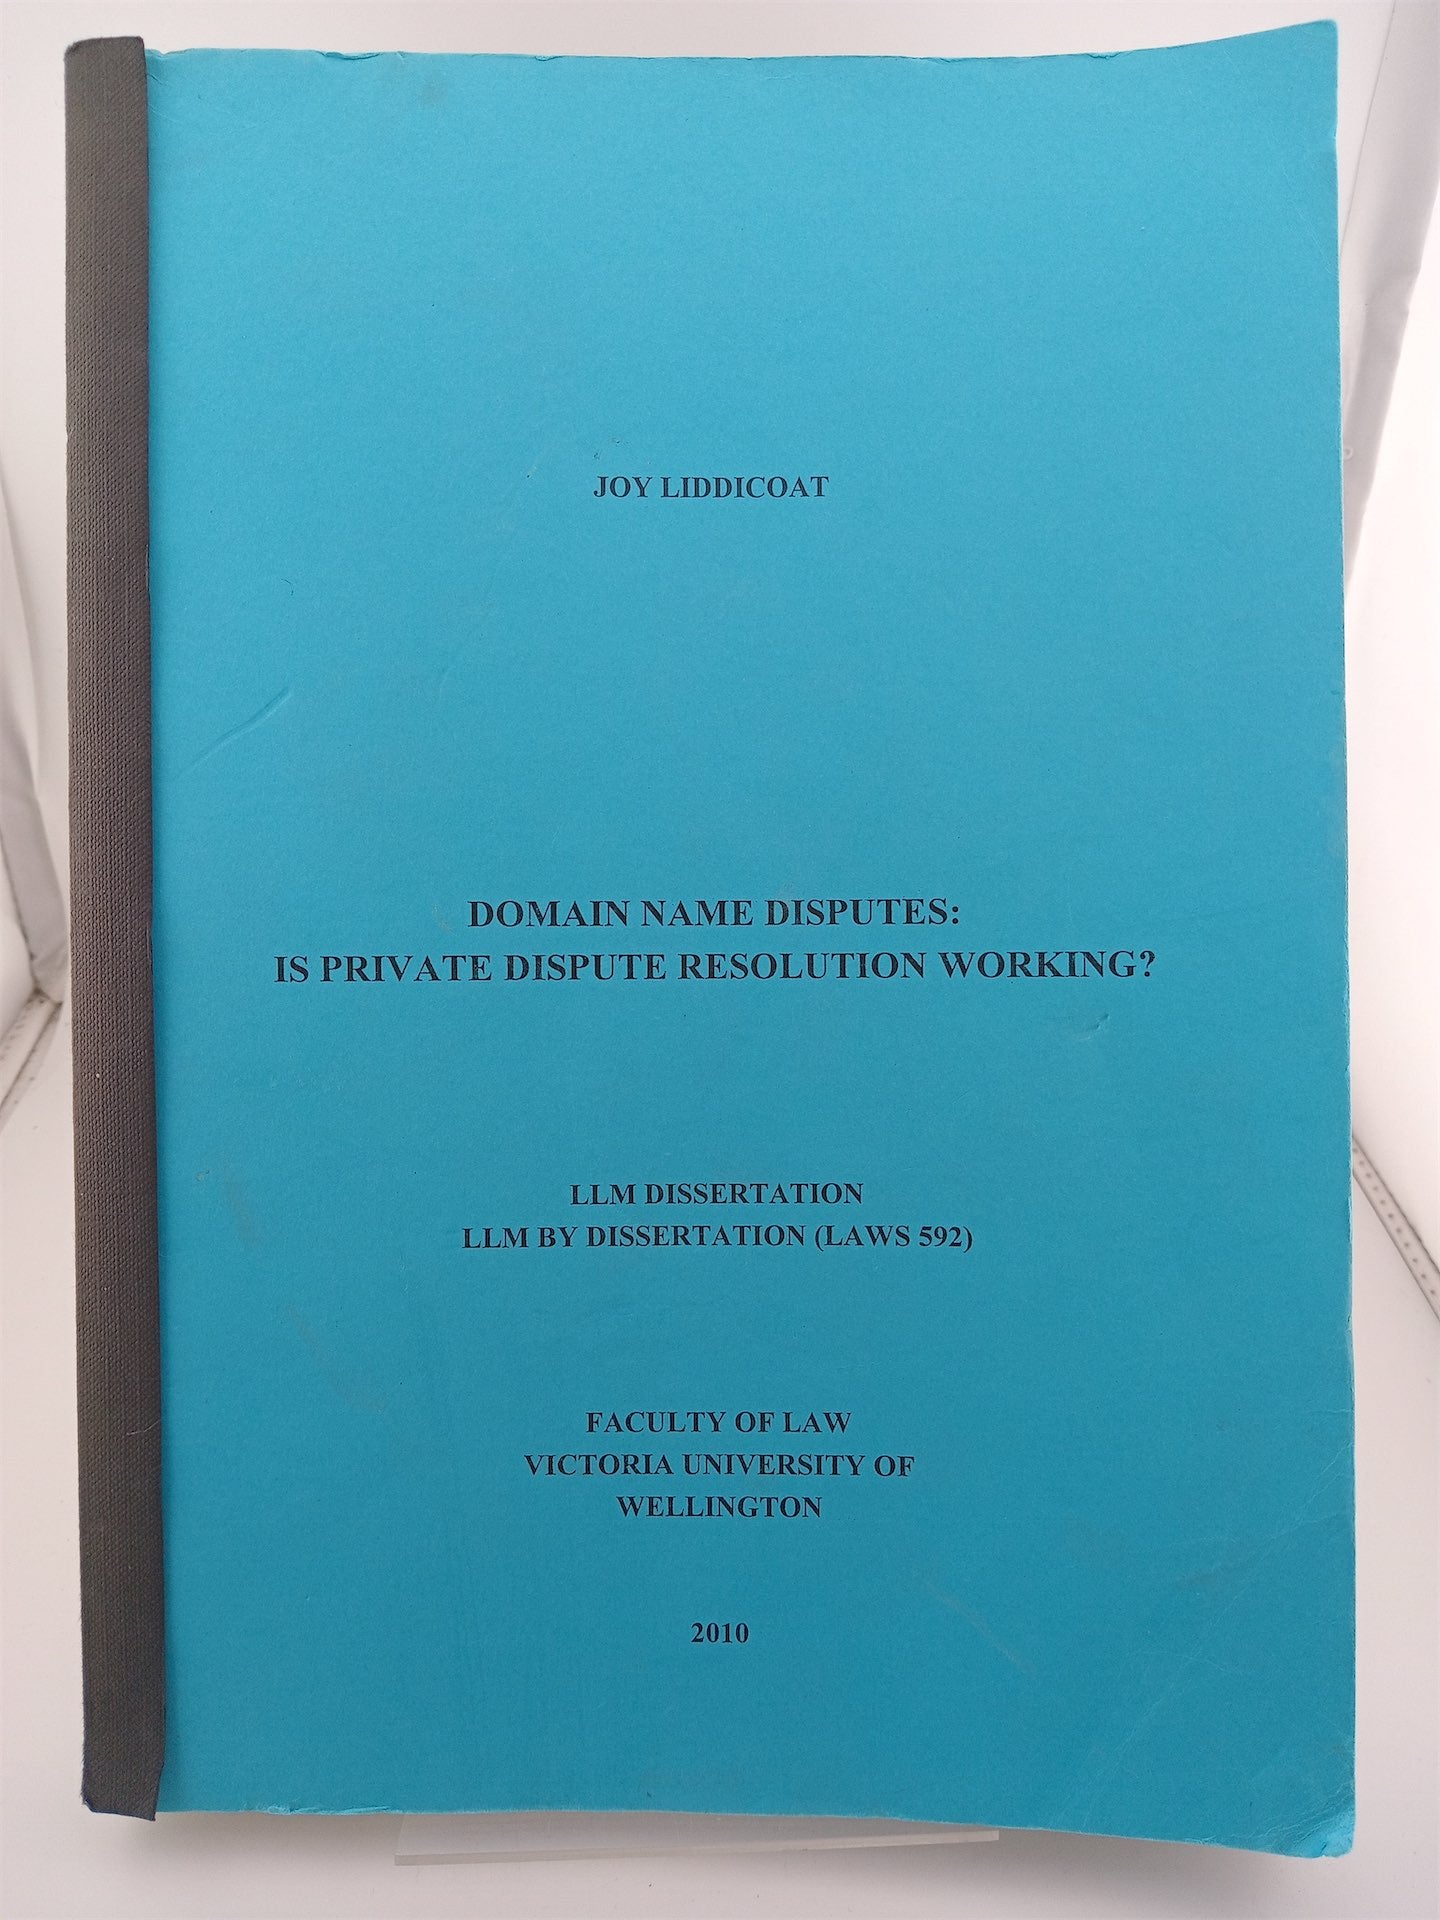 JOY LIDDICOAT
DOMAIN NAME DISPUTES:
IS PRIVATE DISPUTE RESOLUTION WORKING?
LLM DISSERTATION
LLM BY DISSERTATION (LAWS 592)
FACULTY OF LAW
VICTORIA UNIVERSITY OF
WELLINGTON
2010